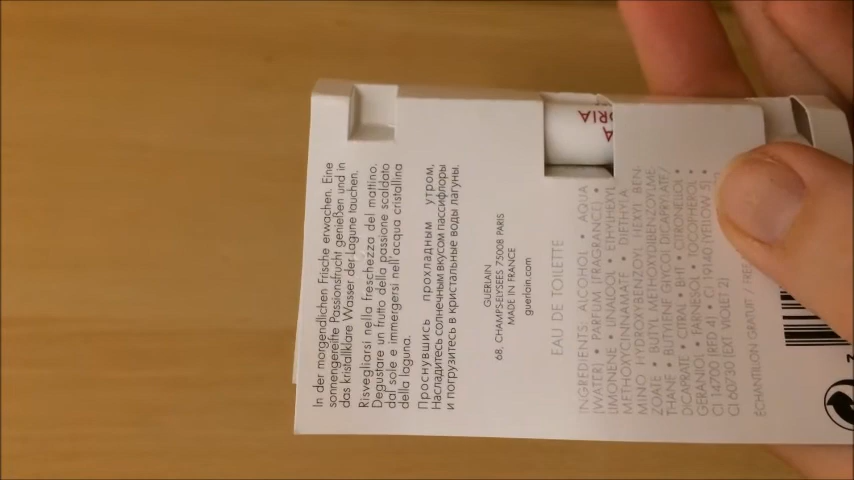 In der morgendlichen Frische erwachen. Eine
sonnengereifte Passionsfrucht genießen und in
das kristallklare Wasser der Lagune tauchen.
Risvegliarsi nella freschezza del mattino.
Degustare un frutto della passione scaldato
dal sole e immergersi nell'acqua cristallina
della laguna.
Проснувшись прохладным утром,
Насладитесь солнечным вкусом пассифлоры
и погрузитесь в кристальные воды лагуны.
GUERLAIN
68, CHAMPS-ELYSEES 75008 PARIS
MADE IN FRANCE
guerlain.com
EAU DE TOILETTE
INGREDIENTS: ALCOHOL • AQUA
(WATER) • PARFUM (FRAGRANCE) •
LIMONENE • LINALOOL • ETHYLHEXYL
METHOXYCINNAMATE • DIETHYLA
MINO HYDROXYBENZOYL HEXYL BEN-
ZOATE • BUTYL METHOXYDIBENZOYLME-
THANE • BUTYLENE GLYCOL DICAPRYLATE/
DICAPRATE • CITRAL • BHT • CITRONELLOL •
GERANIOL • FARNESOL • TOCOPHEROL •
CI 14700 (RED 4) • CI 19140 (YELLOW 5) •
CI 60730 (EXT. VIOLET 2)
ECHANTILLON GRATUIT / FREE
A
ORIA